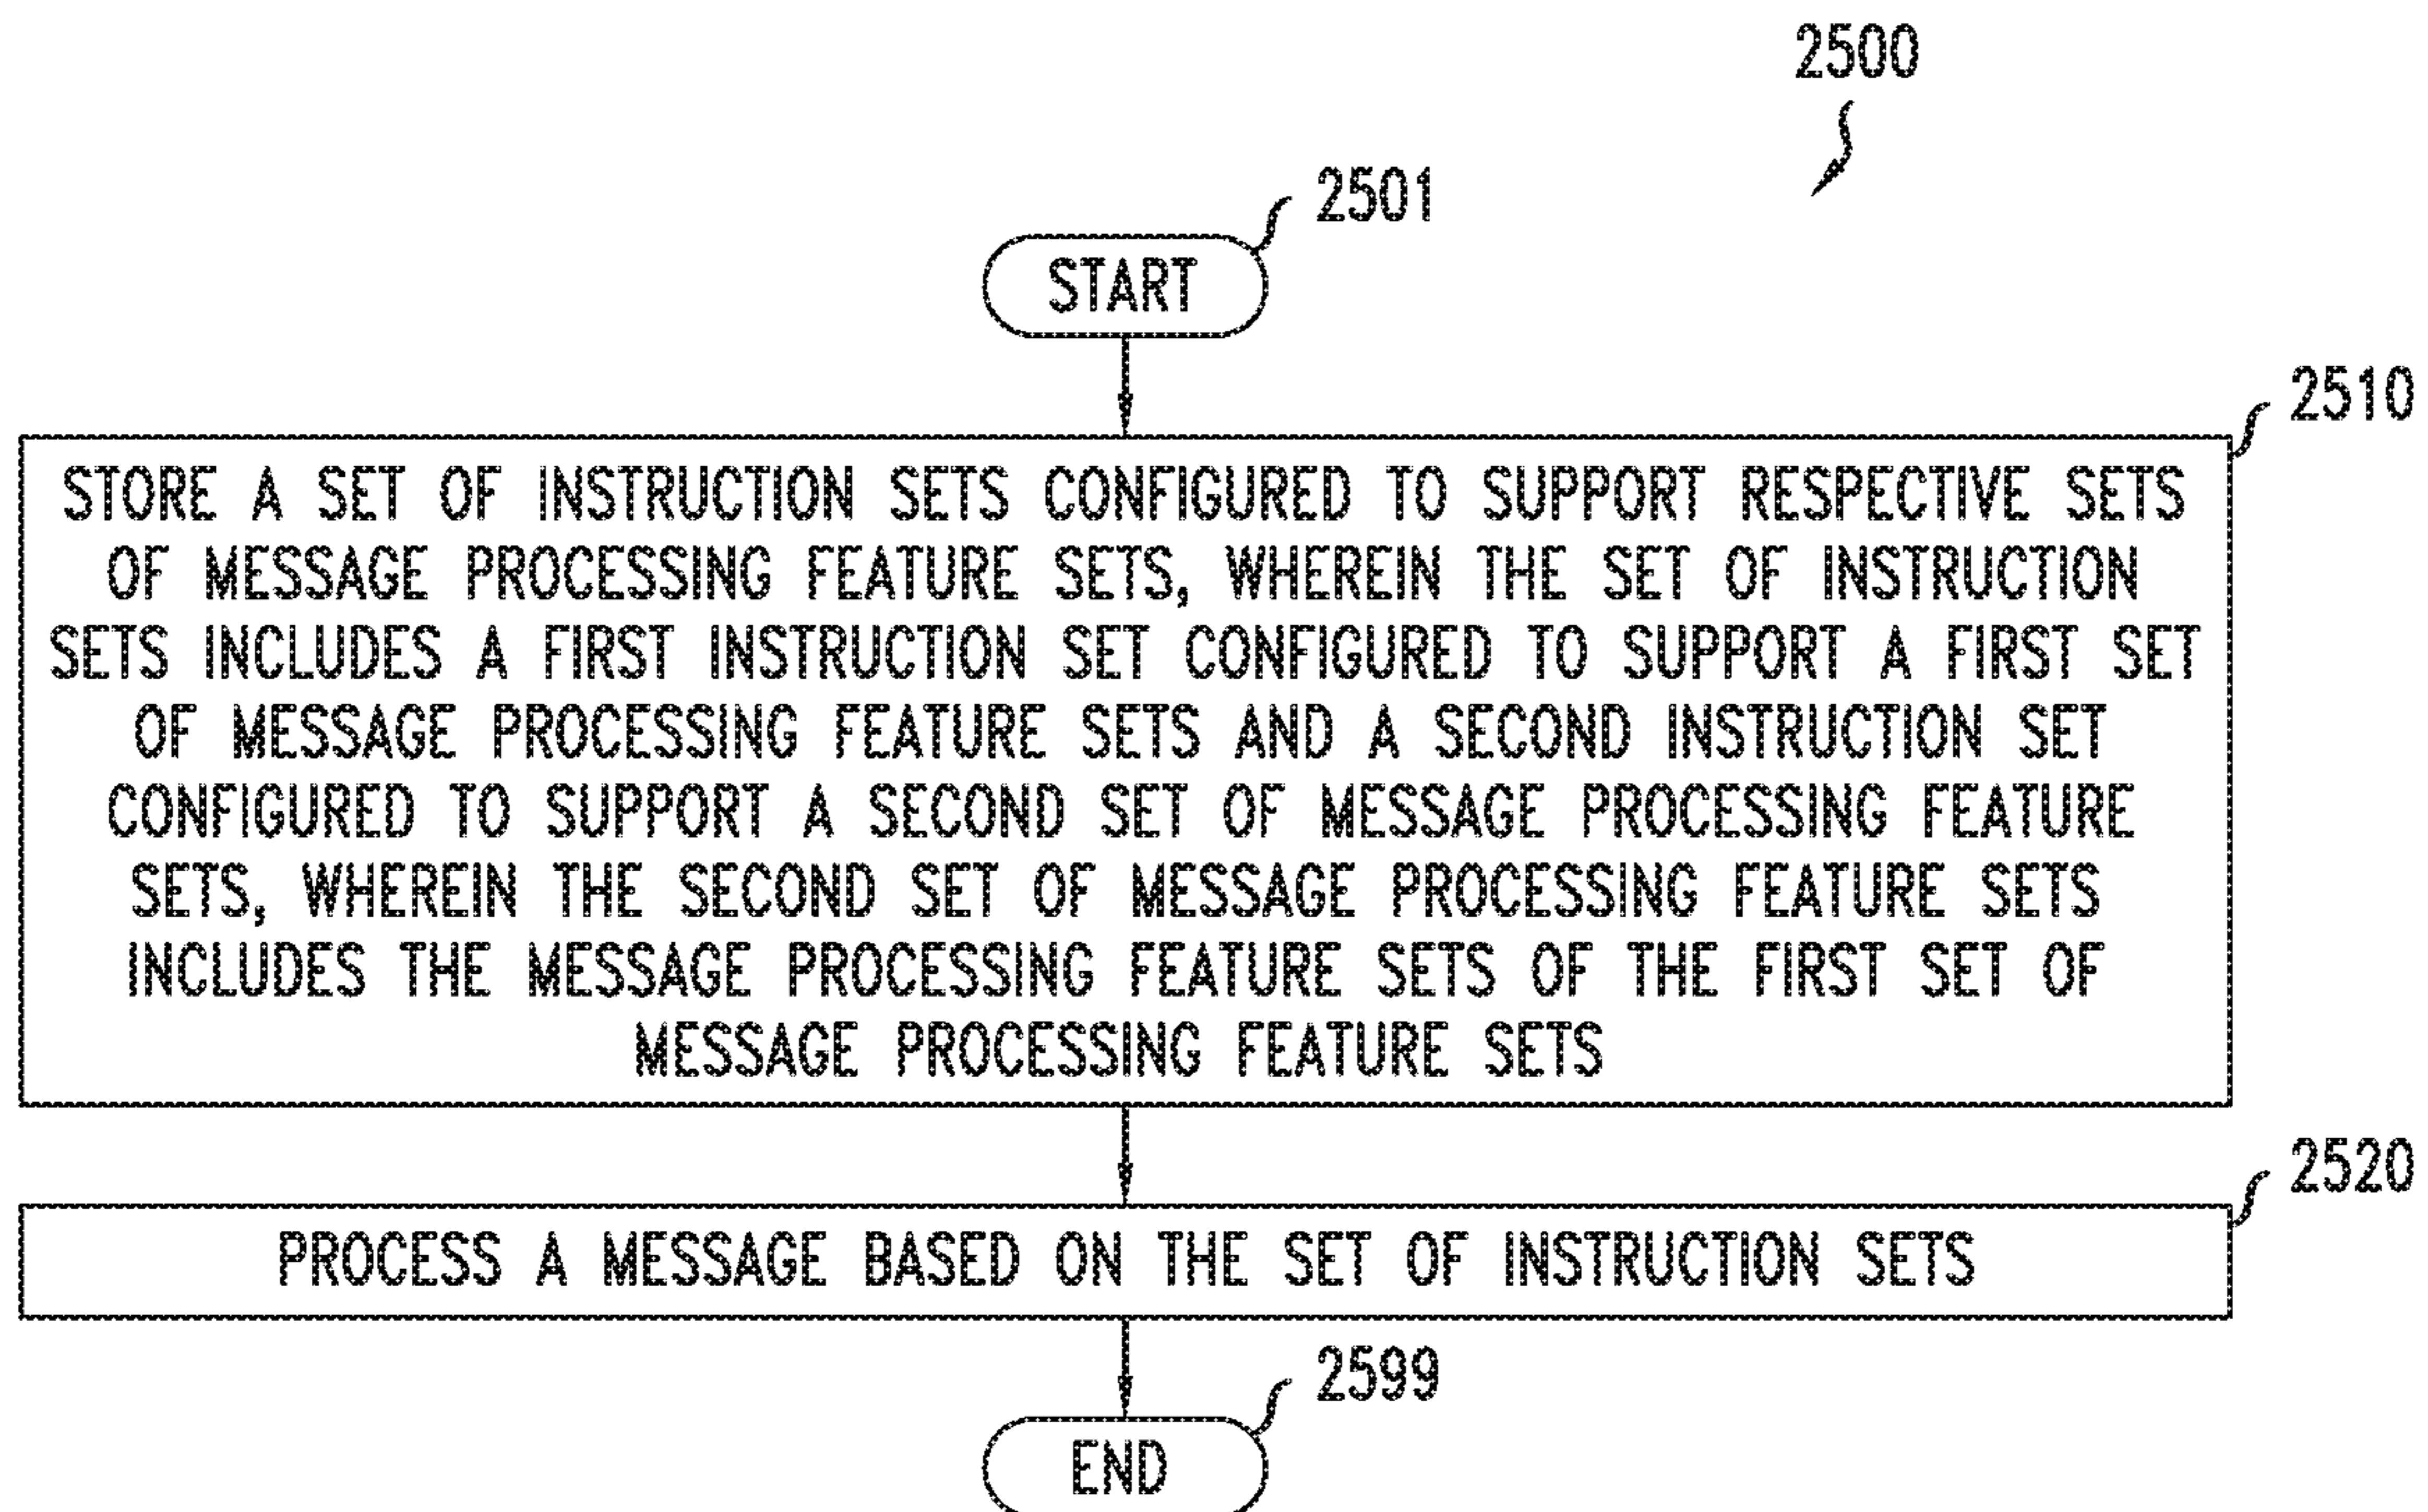 2500
2501
START
2510
STORE A SET OF INSTRUCTION SETS CONFIGURED TO SUPPORT RESPECTIVE SETS
OF MESSAGE PROCESSING FEATURE SETS, WHEREIN THE SET OF INSTRUCTION
SETS INCLUDES A FIRST INSTRUCTION SET CONFIGURED TO SUPPORT A FIRST SET
OF MESSAGE PROCESSING FEATURE SETS AND A SECOND INSTRUCTION SET
CONFIGURED TO SUPPORT A SECOND SET OF MESSAGE PROCESSING FEATURE
SETS, WHEREIN THE SECOND SET OF MESSAGE PROCESSING FEATURE SETS
INCLUDES THE MESSAGE PROCESSING FEATURE SETS OF THE FIRST SET OF
MESSAGE PROCESSING FEATURE SETS
2520
PROCESS A MESSAGE BASED ON THE SET OF INSTRUCTION SETS
2599
END